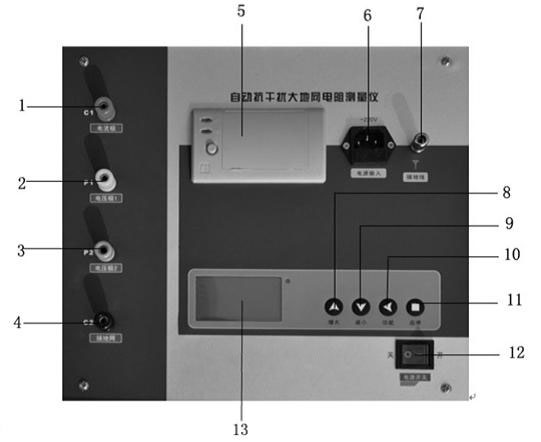 5
6
7
自动抗干扰大地网电阻测量仪
~220V
1
C1
电流极
电源输入
接地线
2
P1
电压极1
8
3
P2
电压极2
9
10
11
4
C2
接地网
增大
减小
功能
启停
关
开
12
电源开关
13